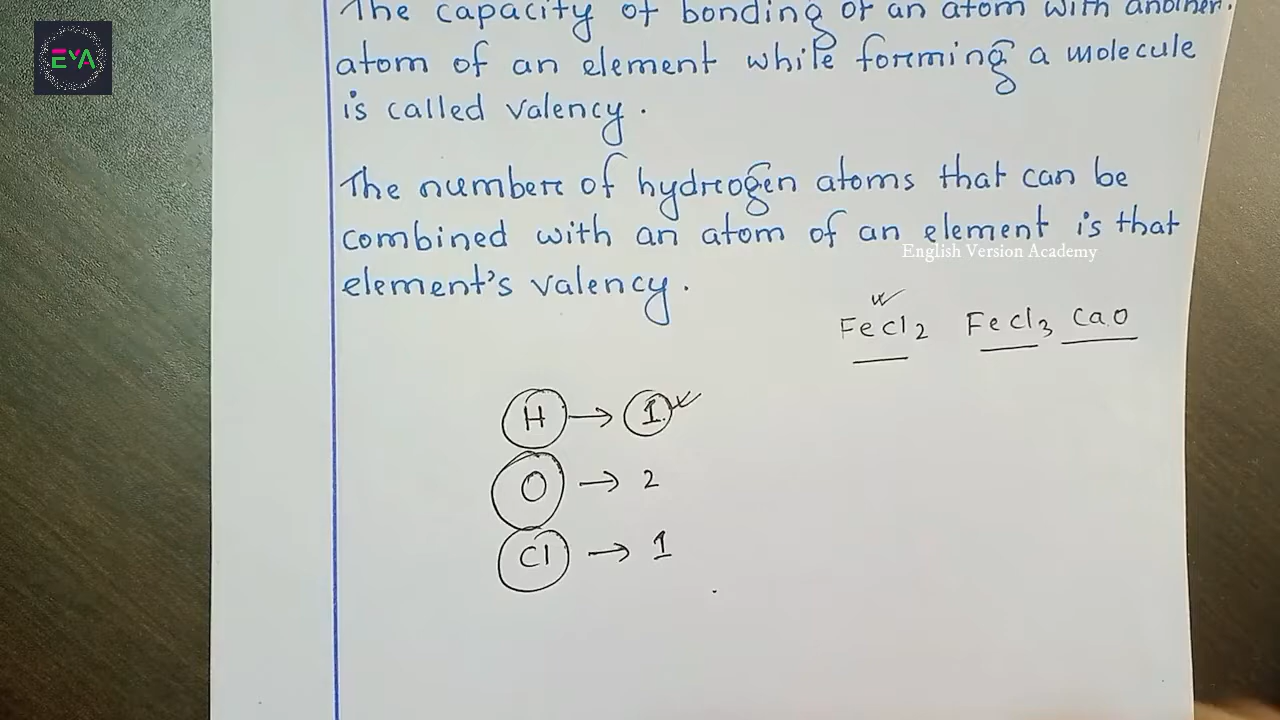 EVA
The capacity of bonding of an atom with another
atom of an element while forming a molecule
is called valency.
The number of hydrogen atoms that can be
combined with an atom of an element is that
English Version Academy
element's valency.
FeCl2 FeCl3 CaO
H → 1
O → 2
Cl → 1